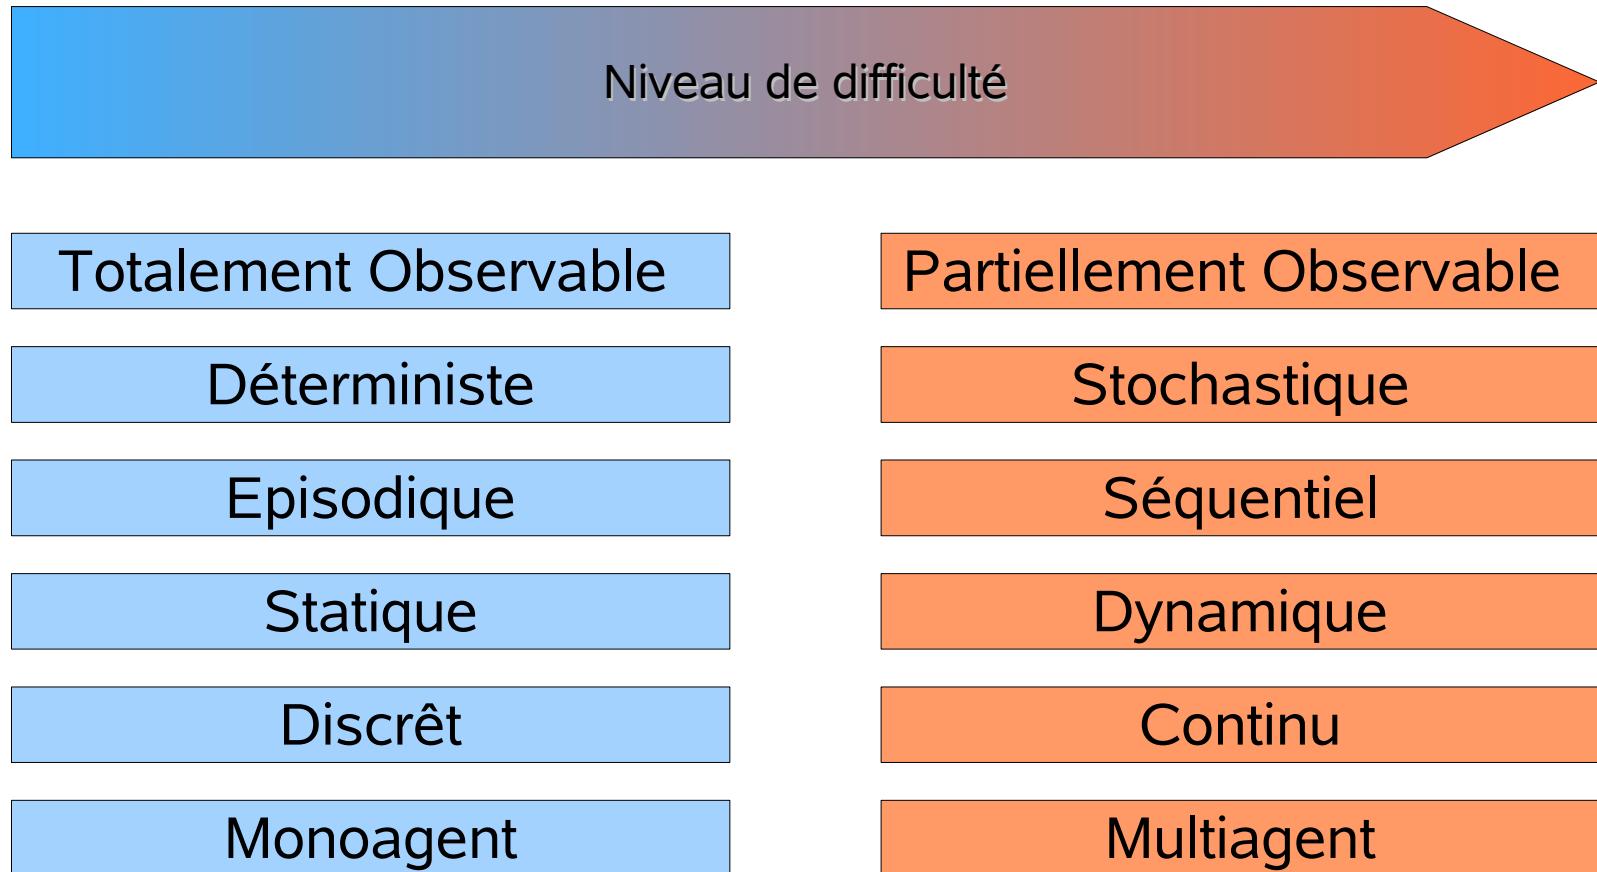 Niveau de difficulté
Totalement Observable
Partiellement Observable
Déterministe
Stochastique
Episodique
Séquentiel
Statique
Dynamique
Discrêt
Continu
Monoagent
Multiagent